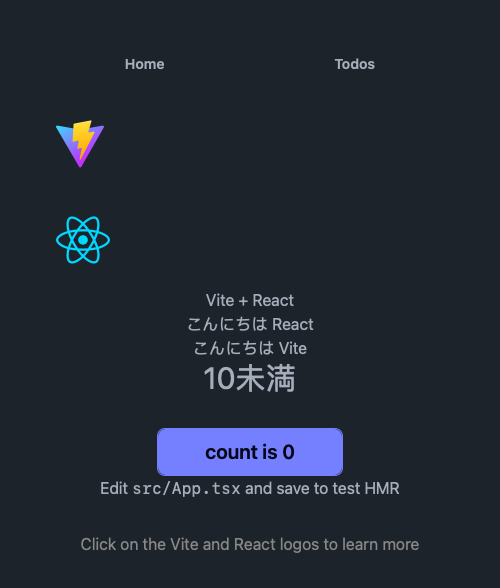 Home Todos
Vite + React
こんにちは React
こんにちは Vite
10未満
count is 0
Edit src/App.tsx and save to test HMR
Click on the Vite and React logos to learn more